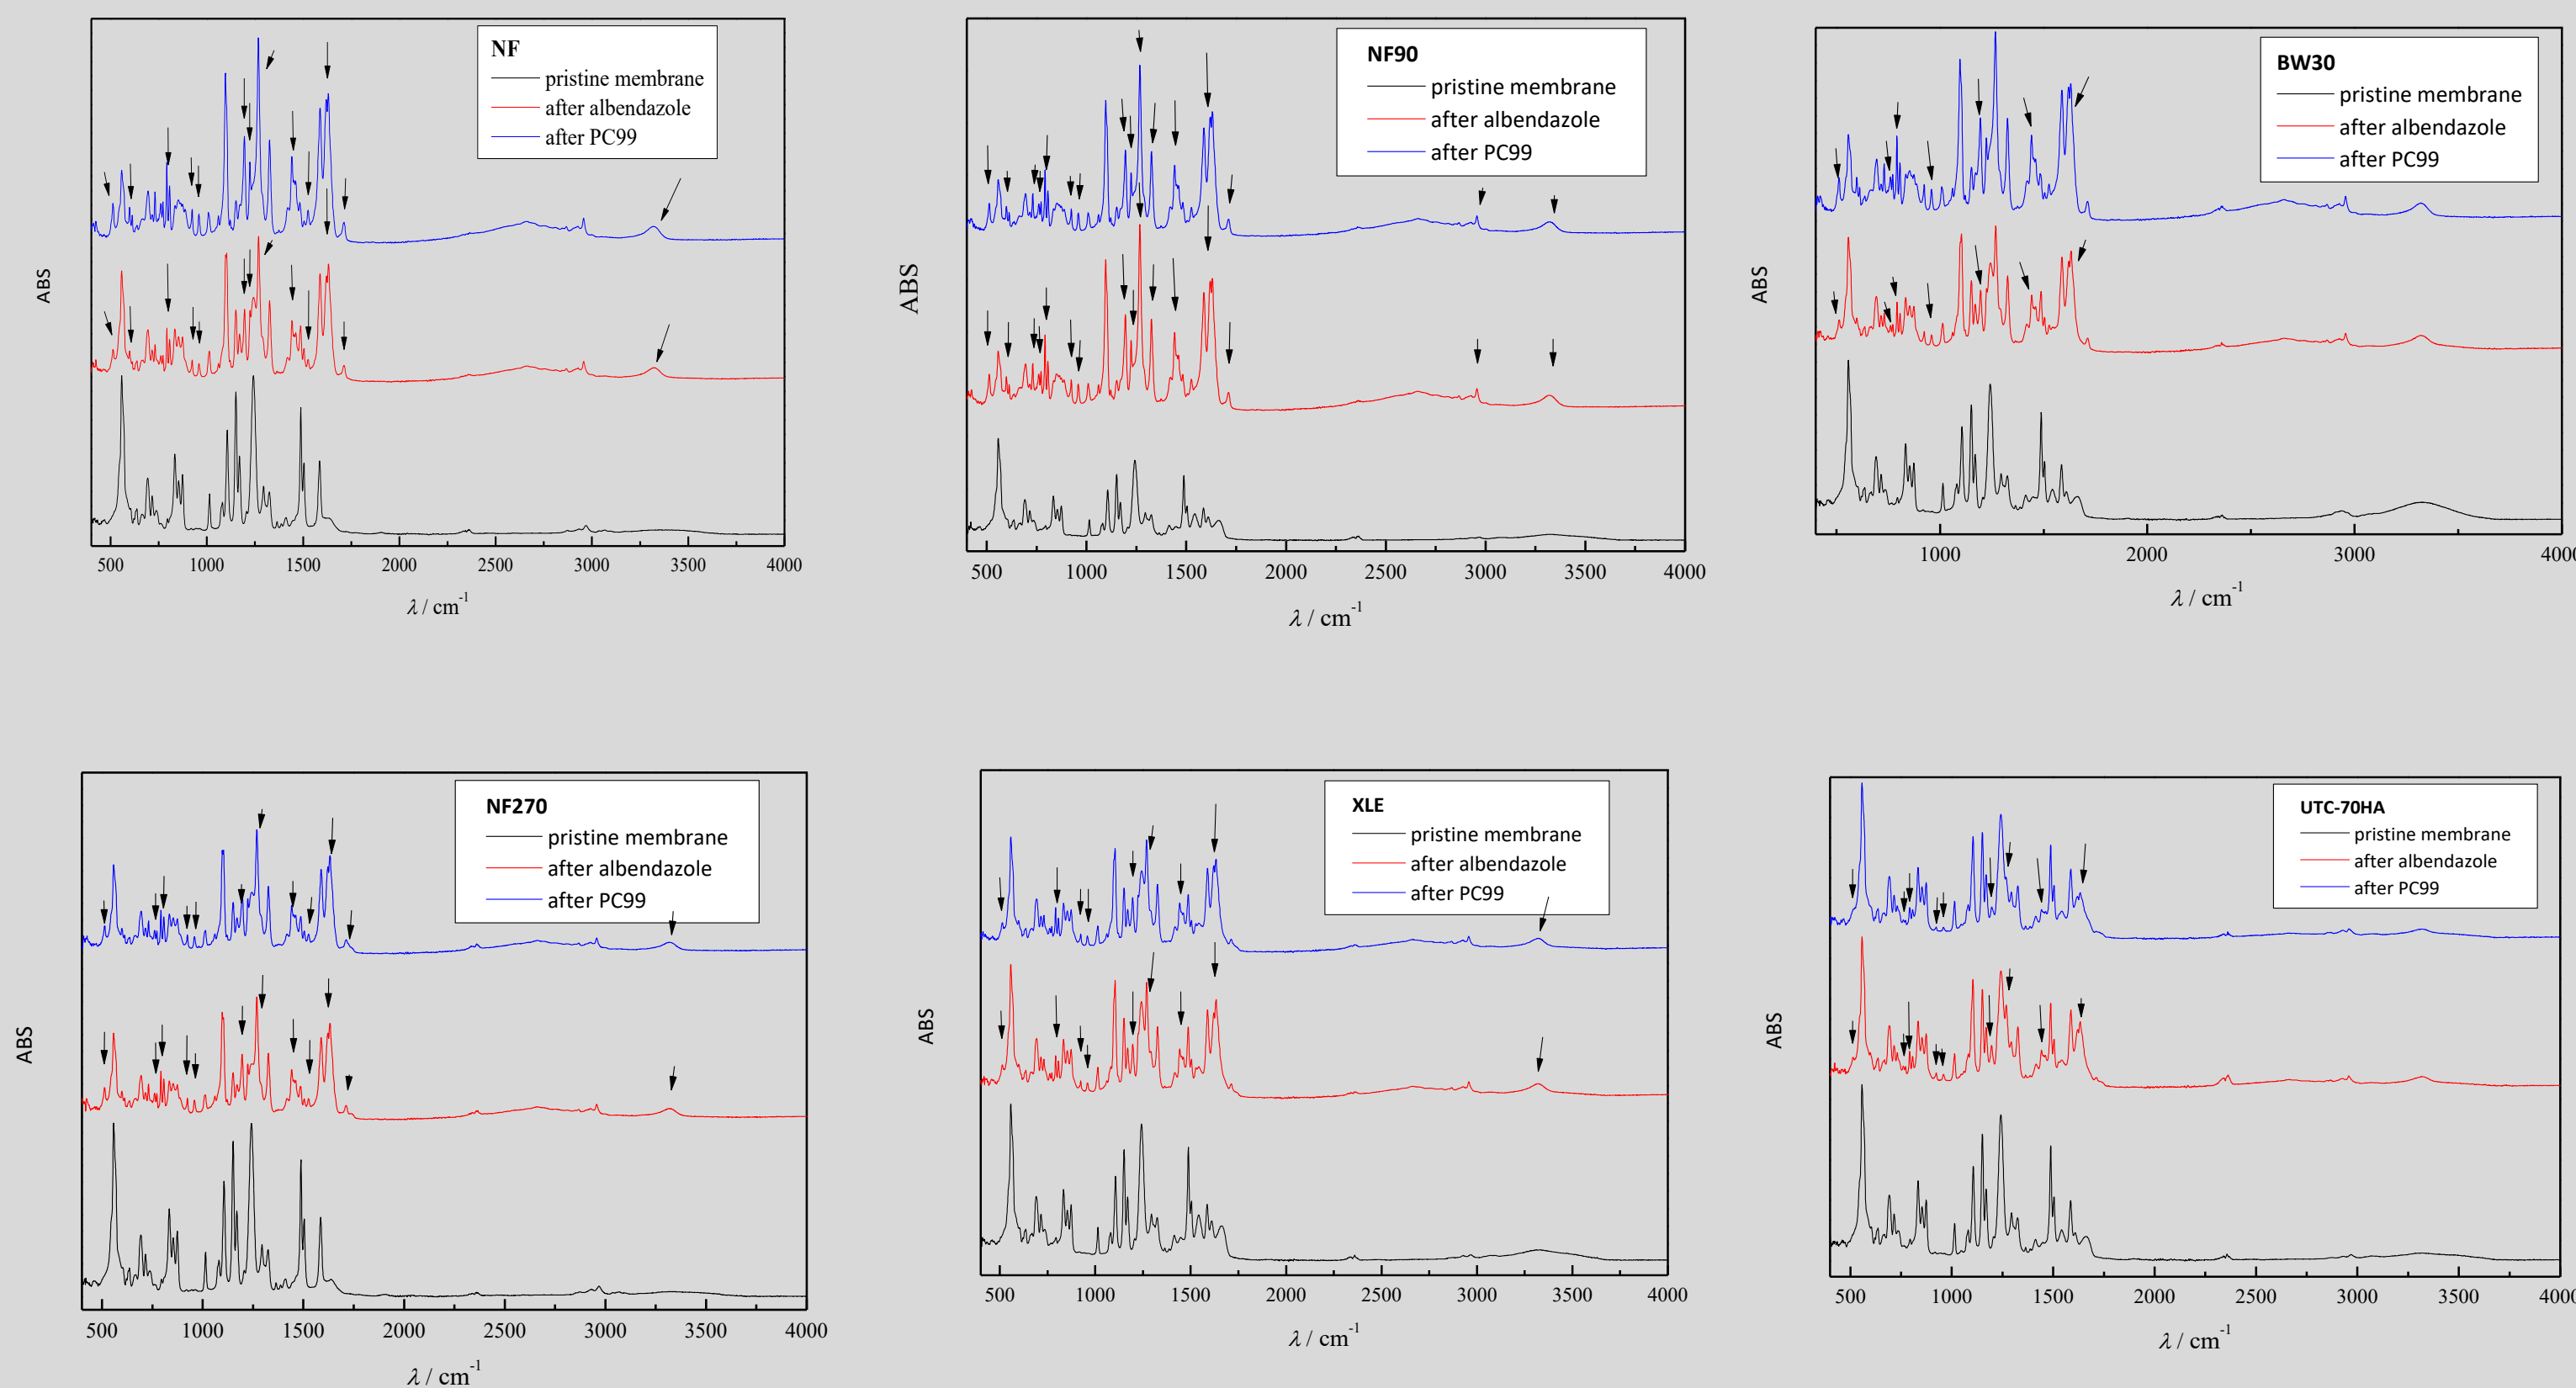 NF
pristine membrane
after albendazole
after PC99
ABS
500 1000 1500 2000 2500 3000 3500 4000
λ / cm⁻¹
NF90
pristine membrane
after albendazole
after PC99
ABS
500 1000 1500 2000 2500 3000 3500 4000
λ / cm⁻¹
BW30
pristine membrane
after albendazole
after PC99
ABS
1000 2000 3000 4000
λ / cm⁻¹
NF270
pristine membrane
after albendazole
after PC99
ABS
500 1000 1500 2000 2500 3000 3500 4000
λ / cm⁻¹
XLE
pristine membrane
after albendazole
after PC99
ABS
500 1000 1500 2000 2500 3000 3500 4000
λ / cm⁻¹
UTC-70HA
pristine membrane
after albendazole
after PC99
ABS
500 1000 1500 2000 2500 3000 3500 4000
λ / cm⁻¹